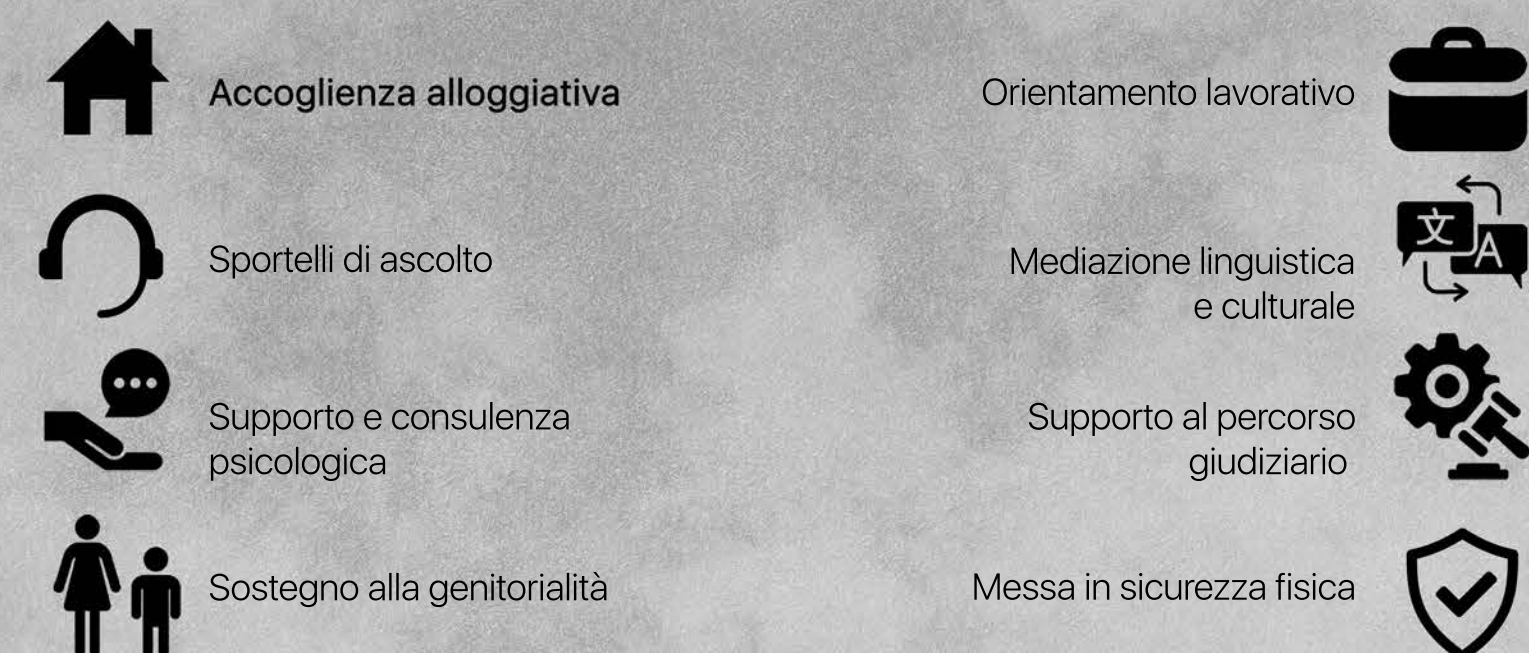 Accoglienza alloggiativa
Sportelli di ascolto
Supporto e consulenza
psicologica
Sostegno alla genitorialità
Orientamento lavorativo
文
A
Mediazione linguistica
e culturale
Supporto al percorso
giudiziario
Messa in sicurezza fisica